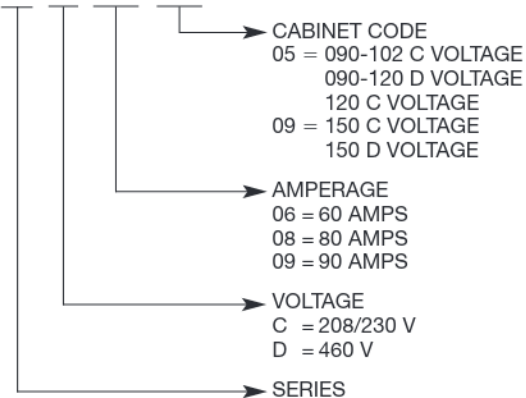 CABINET CODE
05 = 090-102 C VOLTAGE
090-120 D VOLTAGE
120 C VOLTAGE
09 = 150 C VOLTAGE
150 D VOLTAGE
AMPERAGE
06 = 60 AMPS
08 = 80 AMPS
09 = 90 AMPS
VOLTAGE
C = 208/230 V
D = 460 V
SERIES